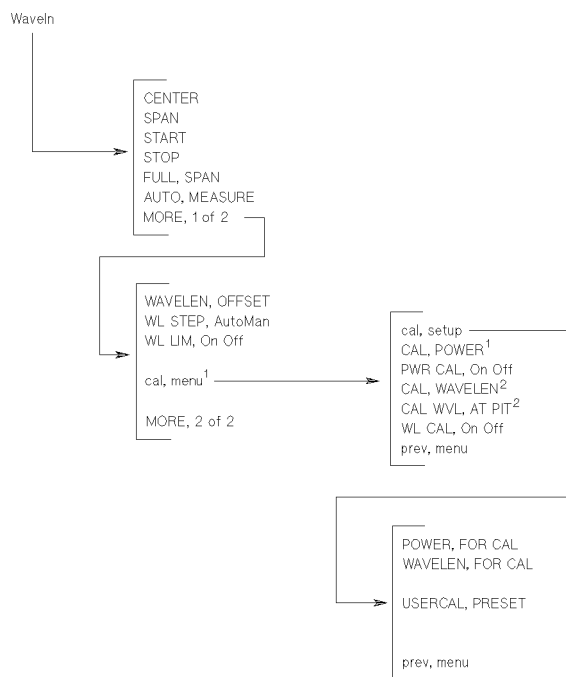 Waveln
CENTER
SPAN
START
STOP
FULL, SPAN
AUTO, MEASURE
MORE, 1 of 2
WAVELEN, OFFSET
WL STEP, AutoMan
WL LIM, On Off
cal, menu¹
MORE, 2 of 2
cal, setup
CAL, POWER¹
PWR CAL, On Off
CAL, WAVELEN²
CAL WVL, AT PIT²
WL CAL, On Off
prev, menu
POWER, FOR CAL
WAVELEN, FOR CAL
USERCAL, PRESET
prev, menu